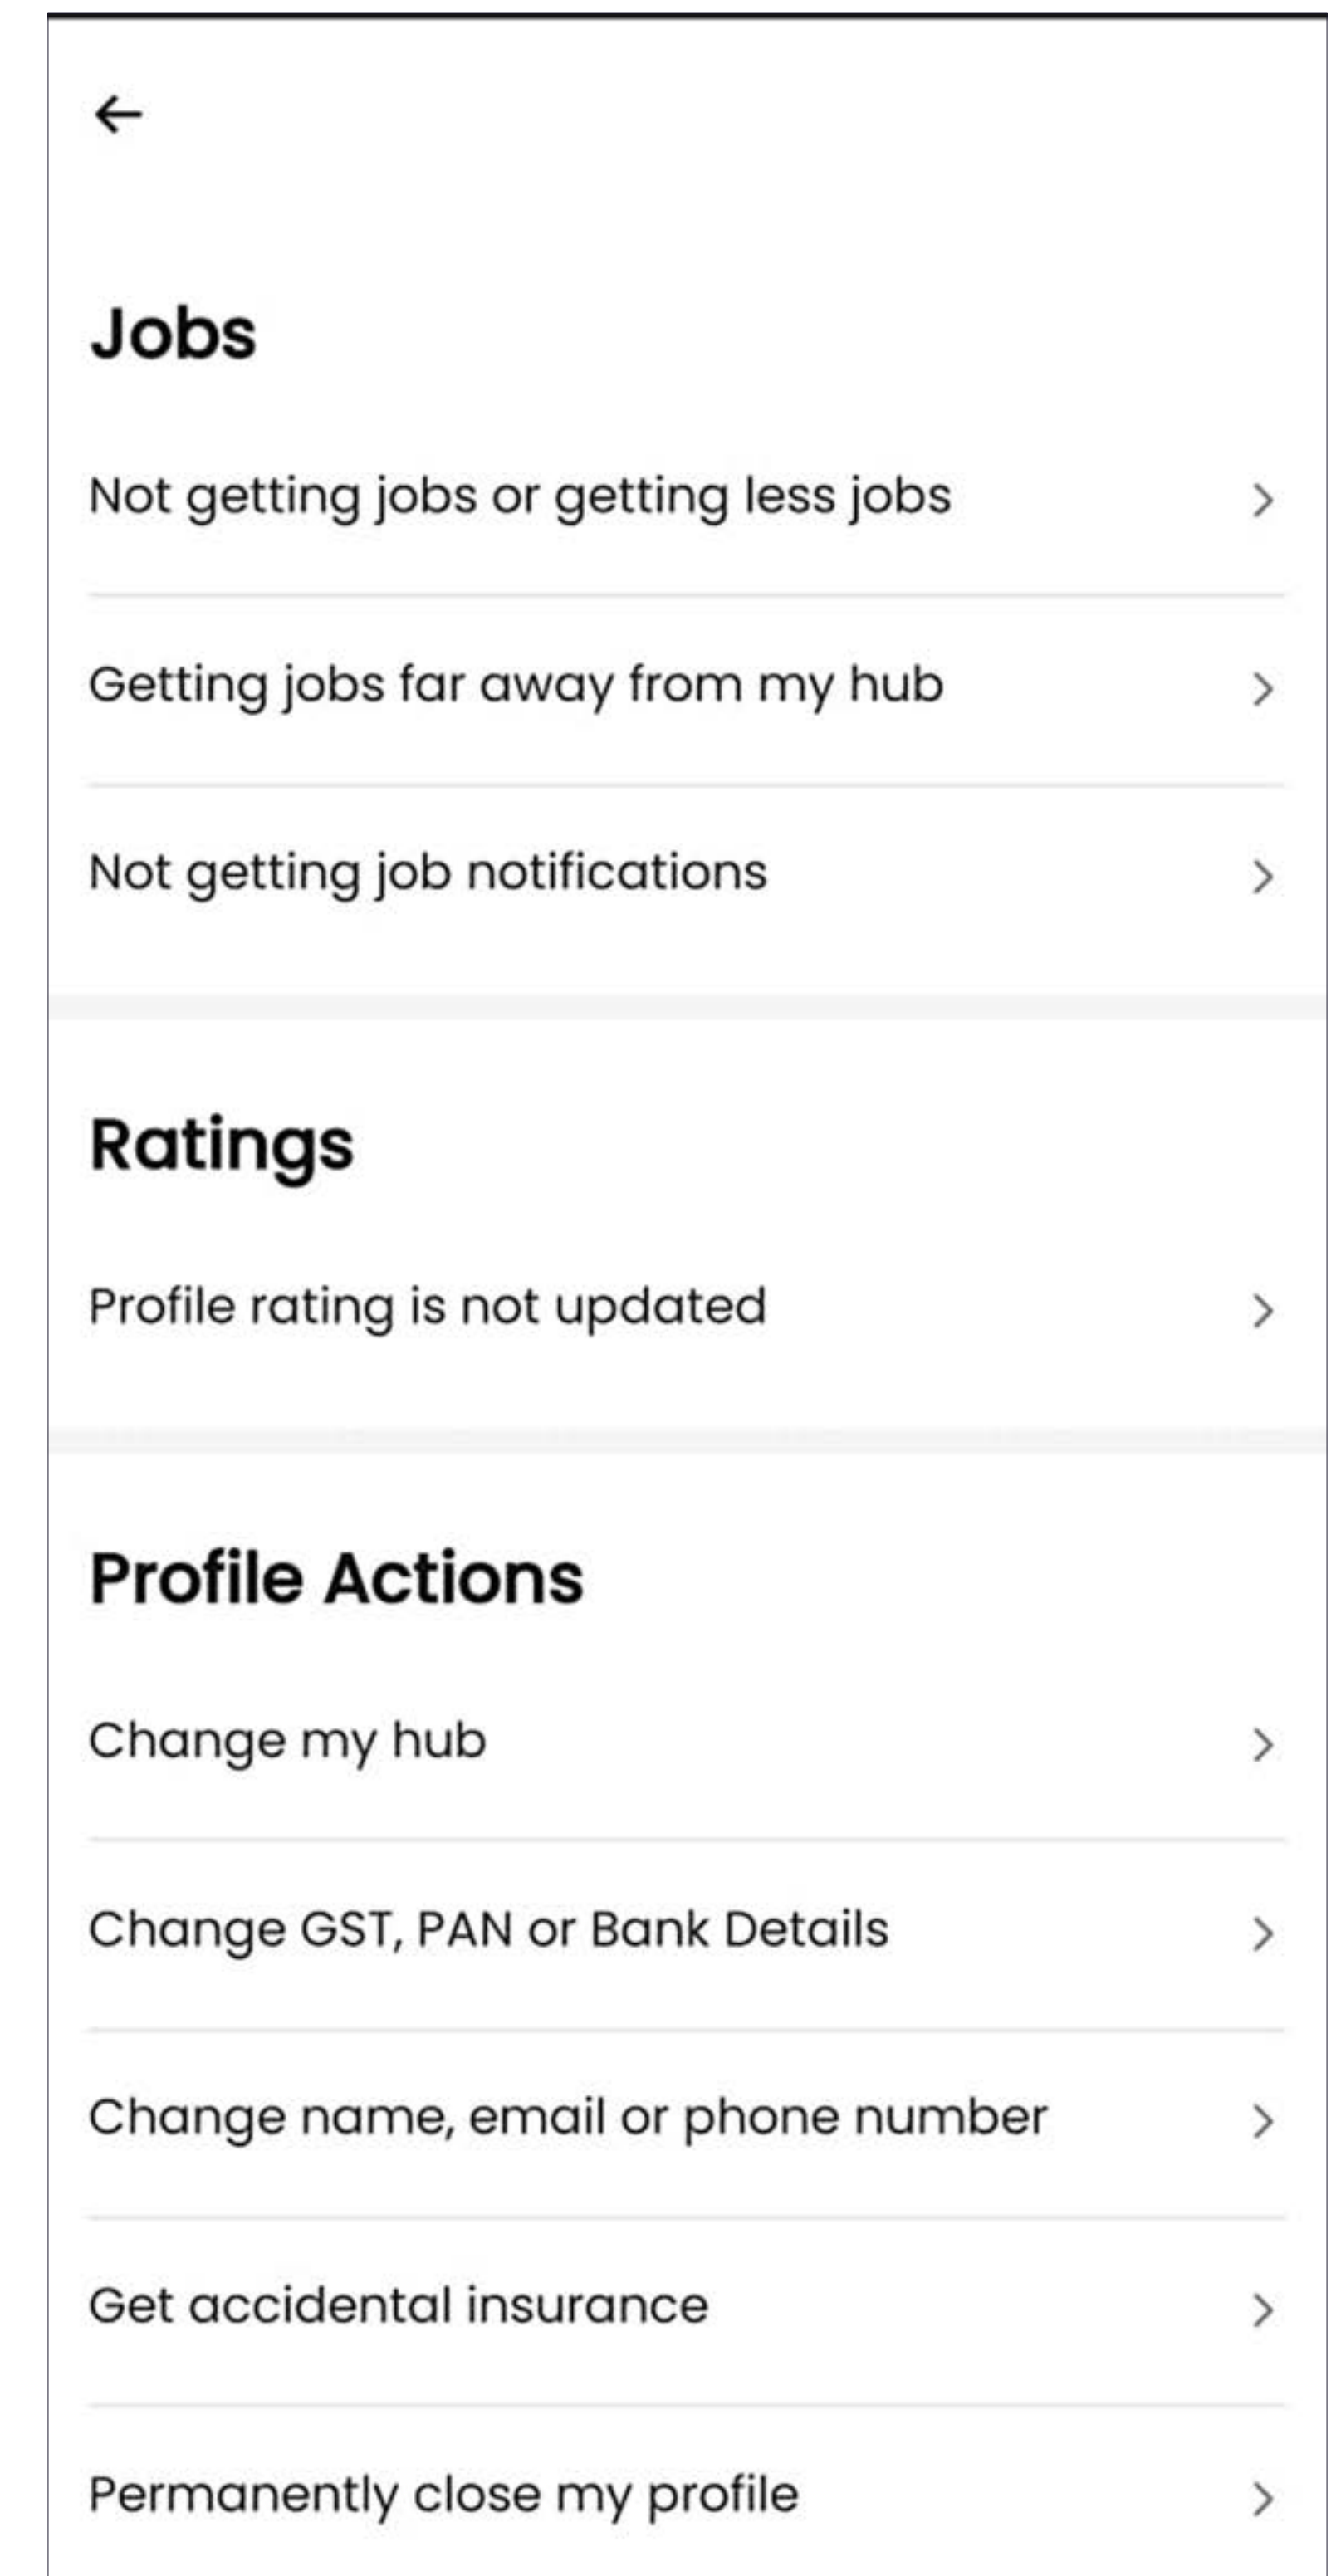 Jobs
Not getting jobs or getting less jobs
Getting jobs far away from my hub
Not getting job notifications
Ratings
Profile rating is not updated
Profile Actions
Change my hub
Change GST, PAN or Bank Details
Change name, email or phone number
Get accidental insurance
Permanently close my profile